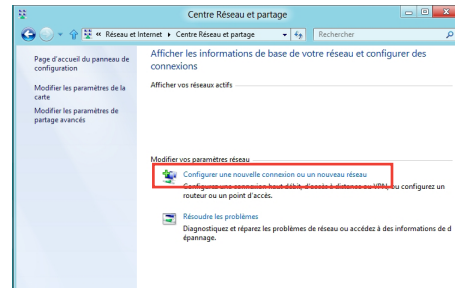 Centre Réseau et partage
« Réseau et Internet ▸ Centre Réseau et partage
Rechercher
Page d'accueil du panneau de
configuration
Modifier les paramètres de la
carte
Modifier les paramètres de
partage avancés
Afficher les informations de base de votre réseau et configurer des
connexions
Afficher vos réseaux actifs
Modifier vos paramètres réseau
Configurer une nouvelle connexion ou un nouveau réseau
Configurez une connexion haut débit, d'accès à distance ou VPN, ou configurez un
routeur ou un point d'accès.
Résoudre les problèmes
Diagnostiquez et réparez les problèmes de réseau ou accédez à des informations de d
épannage.